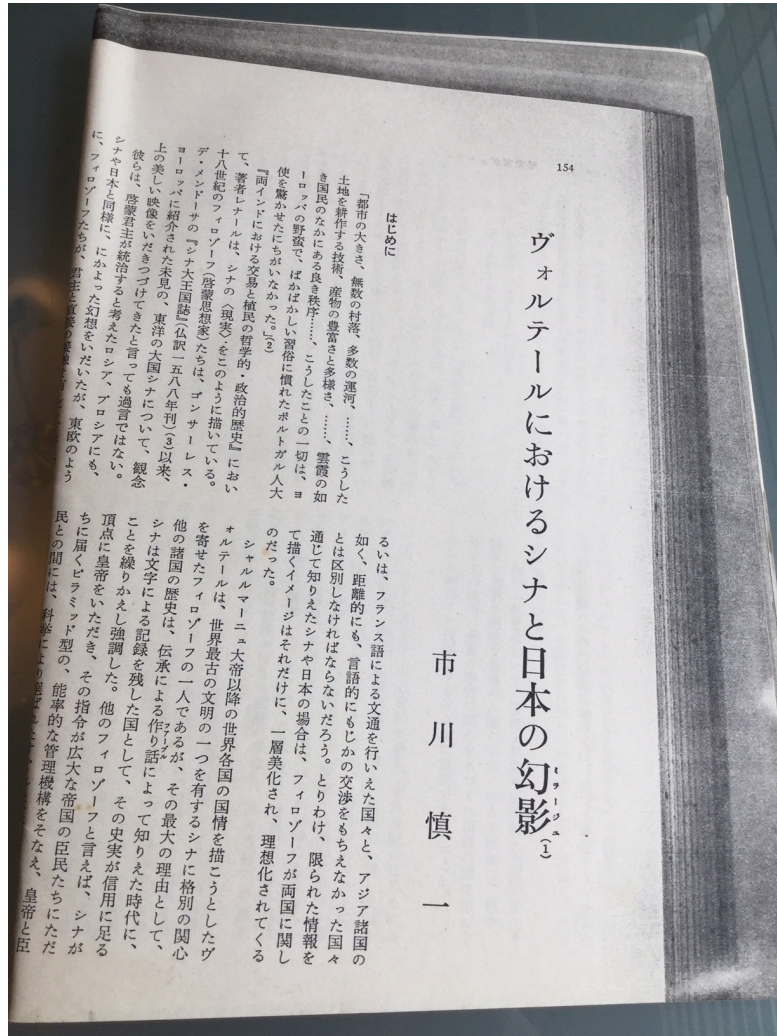 154
ヴォルテールにおけるシナと日本の幻影(1)
ミラージュ
市川慎一
はじめに
「都市の大きさ、無数の村落、多数の運河、……、こうした
土地を耕作する技術、産物の豊富さと多様さ、……、雲霞の如
き国民のなかにある良き秩序……、こうしたことの一切は、ヨ
ーロッパの野蛮で、ばかばかしい習俗に慣れたポルトガル人大
使を驚かせたにちがいなかった。」(2)
『両インドにおける交易と植民の哲学的・政治的歴史』におい
て、著者レナールは、シナの〈現実〉をこのように描いている。
十八世紀のフィロゾーフ(啓蒙思想家)たちは、ゴンサーレス・
デ・メンドーサの『シナ大王国誌』(仏訳一五八八年刊)(3)以来、
ヨーロッパに紹介された未見の、東洋の大国シナについて、観念
上の美しい映像をいだきつづけてきたと言っても過言ではない。
彼らは、啓蒙君主が統治すると考えたロシア、プロシアにも、
シナや日本と同様に、にかよった幻想をいだいたが、東欧のよう
に、フィロゾーフたちが、君主と直接の接触を
るいは、フランス語による文通を行いえた国々と、アジア諸国の
如く、距離的にも、言語的にもじかの交渉をもちえなかった国々
とは区別しなければならないだろう。とりわけ、限られた情報を
通じて知りえたシナや日本の場合は、フィロゾーフが両国に関し
て描くイメージはそれだけに、一層美化され、理想化されてくる
のだった。
シャルルマーニュ大帝以降の世界各国の国情を描こうとしたヴ
ォルテールは、世界最古の文明の一つを有するシナに格別の関心
を寄せたフィロゾーフの一人であるが、その最大の理由として、
他の諸国の歴史は、伝承による作り話によって知りえた時代に、
ファーブル
シナは文字による記録を残した国として、その史実が信用に足る
ことを繰りかえし強調した。他のフィロゾーフと言えば、シナが
頂点に皇帝をいただき、その指令が広大な帝国の臣民たちにただ
ちに届くピラミッド型の、能率的な管理機構をそなえ、皇帝と臣
民との間には、科挙により選ばれた